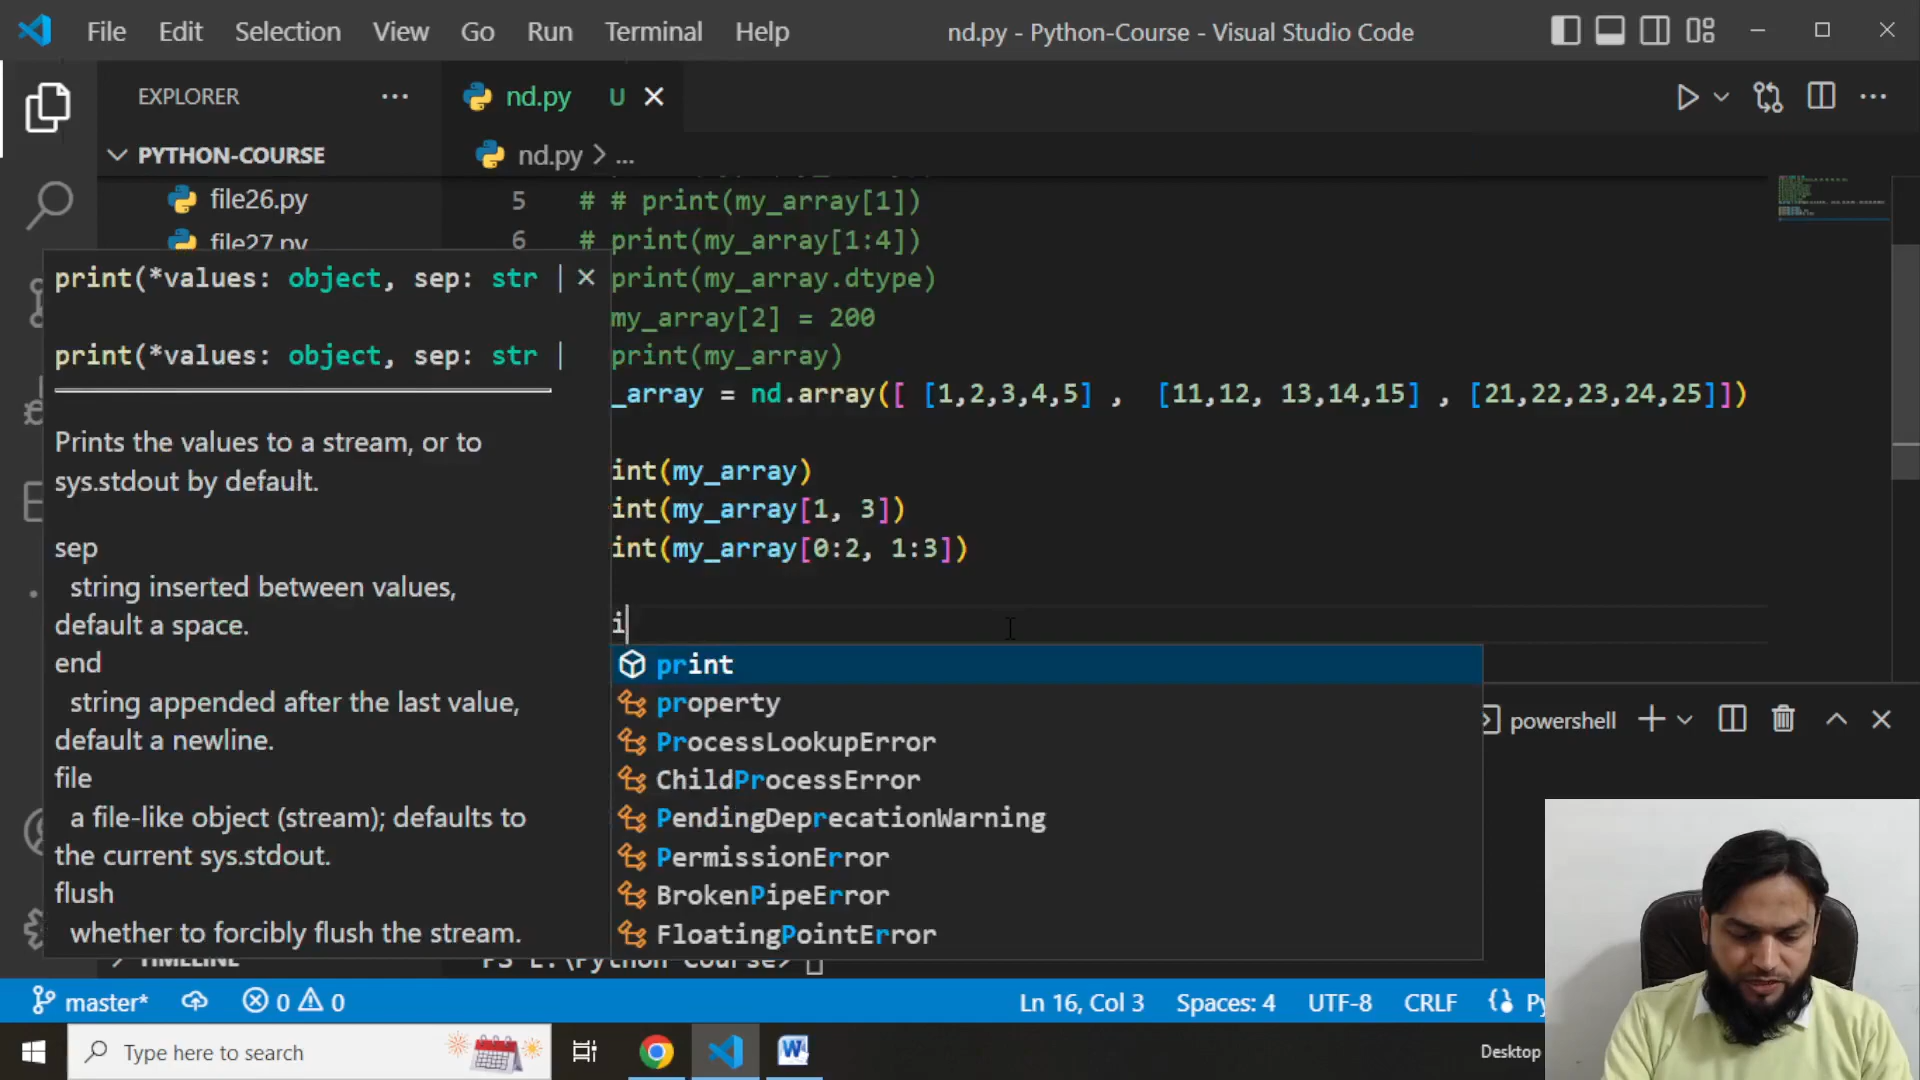 File Edit Selection View Go Run Terminal Help nd.py - Python-Course - Visual Studio Code
EXPLORER ... nd.py U
PYTHON-COURSE nd.py > ...
file26.py
file27.py
5 # # print(my_array[1])
6 # print(my_array[1:4])
print(my_array.dtype)
my_array[2] = 200
print(my_array)
_array = nd.array([ [1,2,3,4,5] , [11,12, 13,14,15] , [21,22,23,24,25]])
int(my_array)
int(my_array[1, 3])
int(my_array[0:2, 1:3])
i
print(*values: object, sep: str |
print(*values: object, sep: str |
Prints the values to a stream, or to
sys.stdout by default.
sep
string inserted between values,
default a space.
end
string appended after the last value,
default a newline.
file
a file-like object (stream); defaults to
the current sys.stdout.
flush
whether to forcibly flush the stream.
print
property
ProcessLookupError
ChildProcessError
PendingDeprecationWarning
PermissionError
BrokenPipeError
FloatingPointError
powershell
TIMELINE
PS E:\Python-Course>
master* 0 0 Ln 16, Col 3 Spaces: 4 UTF-8 CRLF Py
Type here to search
Desktop